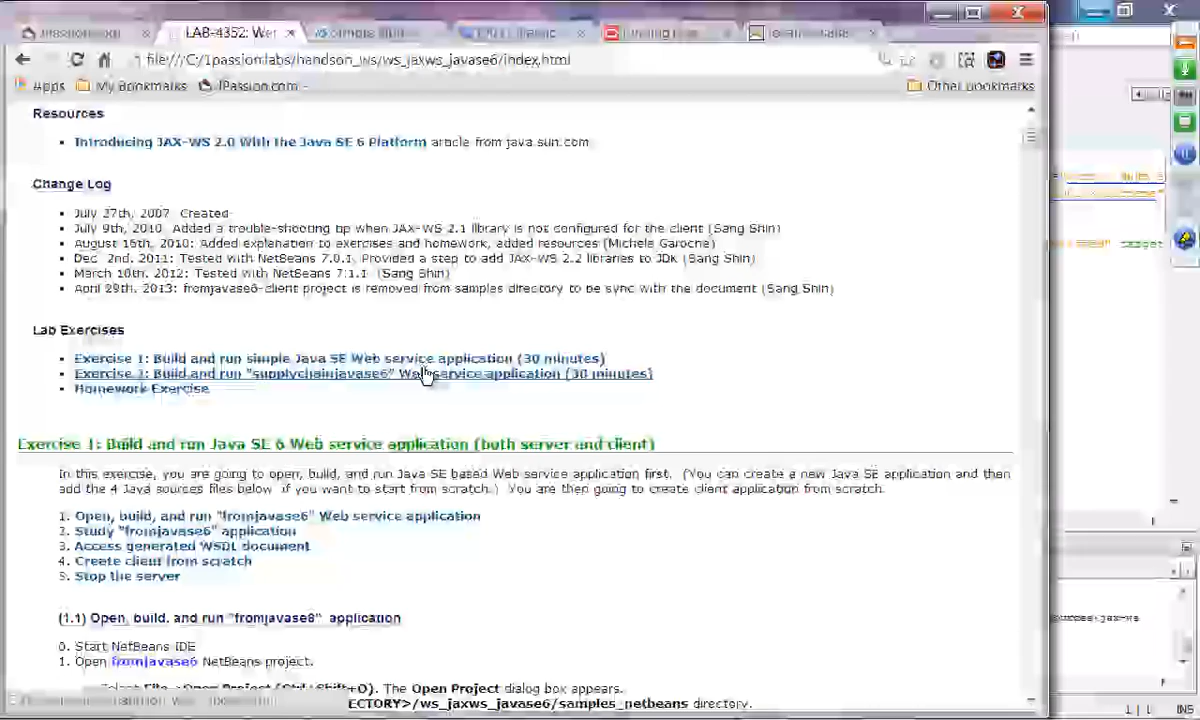 LAB-4352: We
file:///C:/1passion.labs/handson_ws/ws_jaxws_javase6/index.html
Apps My Bookmarks JPassion.com - Other bookmarks
Resources
Introducing JAX-WS 2.0 With the Java SE 6 Platform article from java.sun.com
Change Log
July 27th, 2007 Created
July 9th, 2010 Added a trouble-shooting tip when JAX-WS 2.1 library is not configured for the client (Sang Shin)
August 16th, 2010: Added explanation to exercises and homework, added resources (Michele Garoche)
Dec 2nd, 2011: Tested with NetBeans 7.0.1, Provided a step to add JAX-WS 2.2 libraries to JDK (Sang Shin)
March 18th, 2012: Tested with NetBeans 7.1.1 (Sang Shin)
April 29th, 2013: fromjavase6-client project is removed from samples directory to be sync with the document (Sang Shin)
Lab Exercises
Exercise 1: Build and run simple Java SE Web service application (30 minutes)
Exercise 2: Build and run "supplychainjavase6" Web service application (30 minutes)
Homework Exercise
Exercise 1: Build and run Java SE 6 Web service application (both server and client)
In this exercise, you are going to open, build, and run Java SE based Web service application first. (You can create a new Java SE application and then
add the 4 Java sources files below if you want to start from scratch.) You are then going to create client application from scratch.
1. Open, build, and run "fromjavase6" Web service application
2. Study "fromjavase6" application
3. Access generated WSDL document
4. Create client from scratch
5. Stop the server
(1.1) Open, build, and run "fromjavase6" application
0. Start NetBeans IDE
1. Open fromjavase6 NetBeans project.
Select File->Open Project (Ctrl+Shift+O). The Open Project dialog box appears.
ECTORY>/ws_jaxws_javase6/samples_netbeans directory.
1 | 1 INS